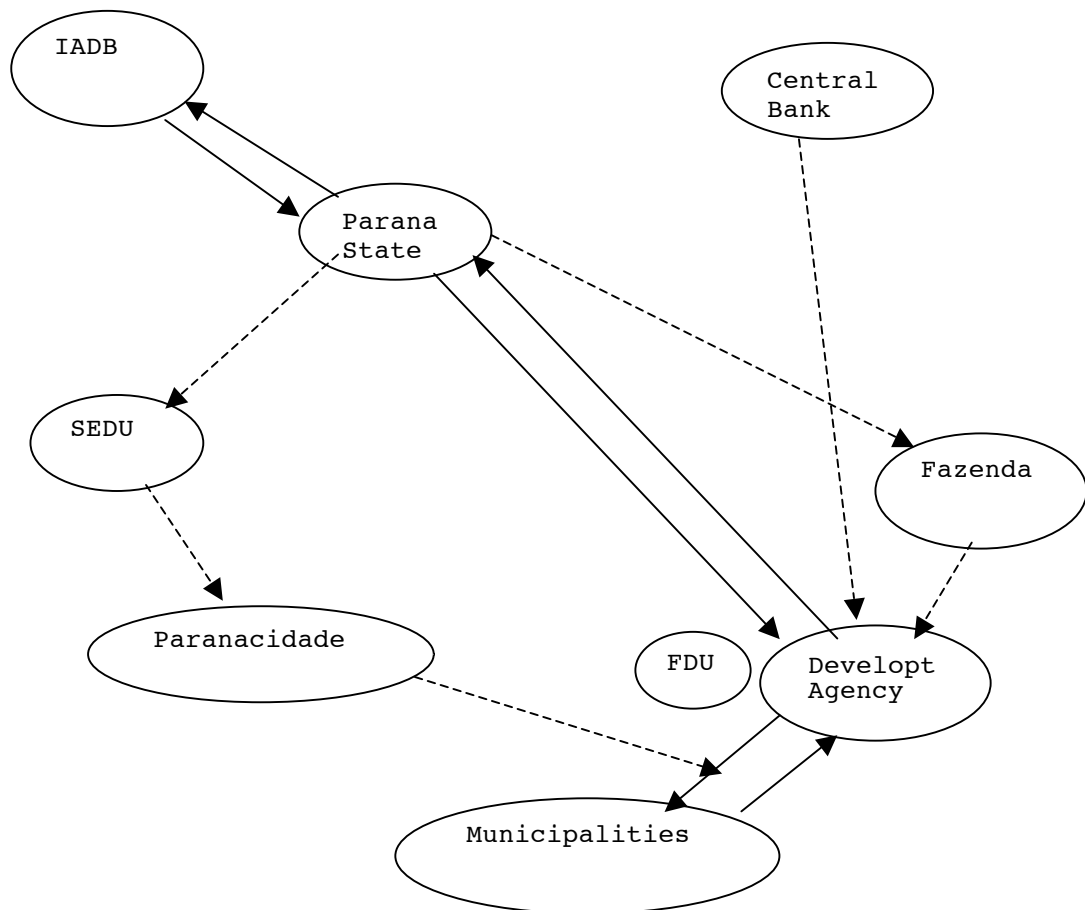 IADB
Central
Bank
Parana
State
SEDU
Fazenda
Paranacidade
FDU
Developt
Agency
Municipalities